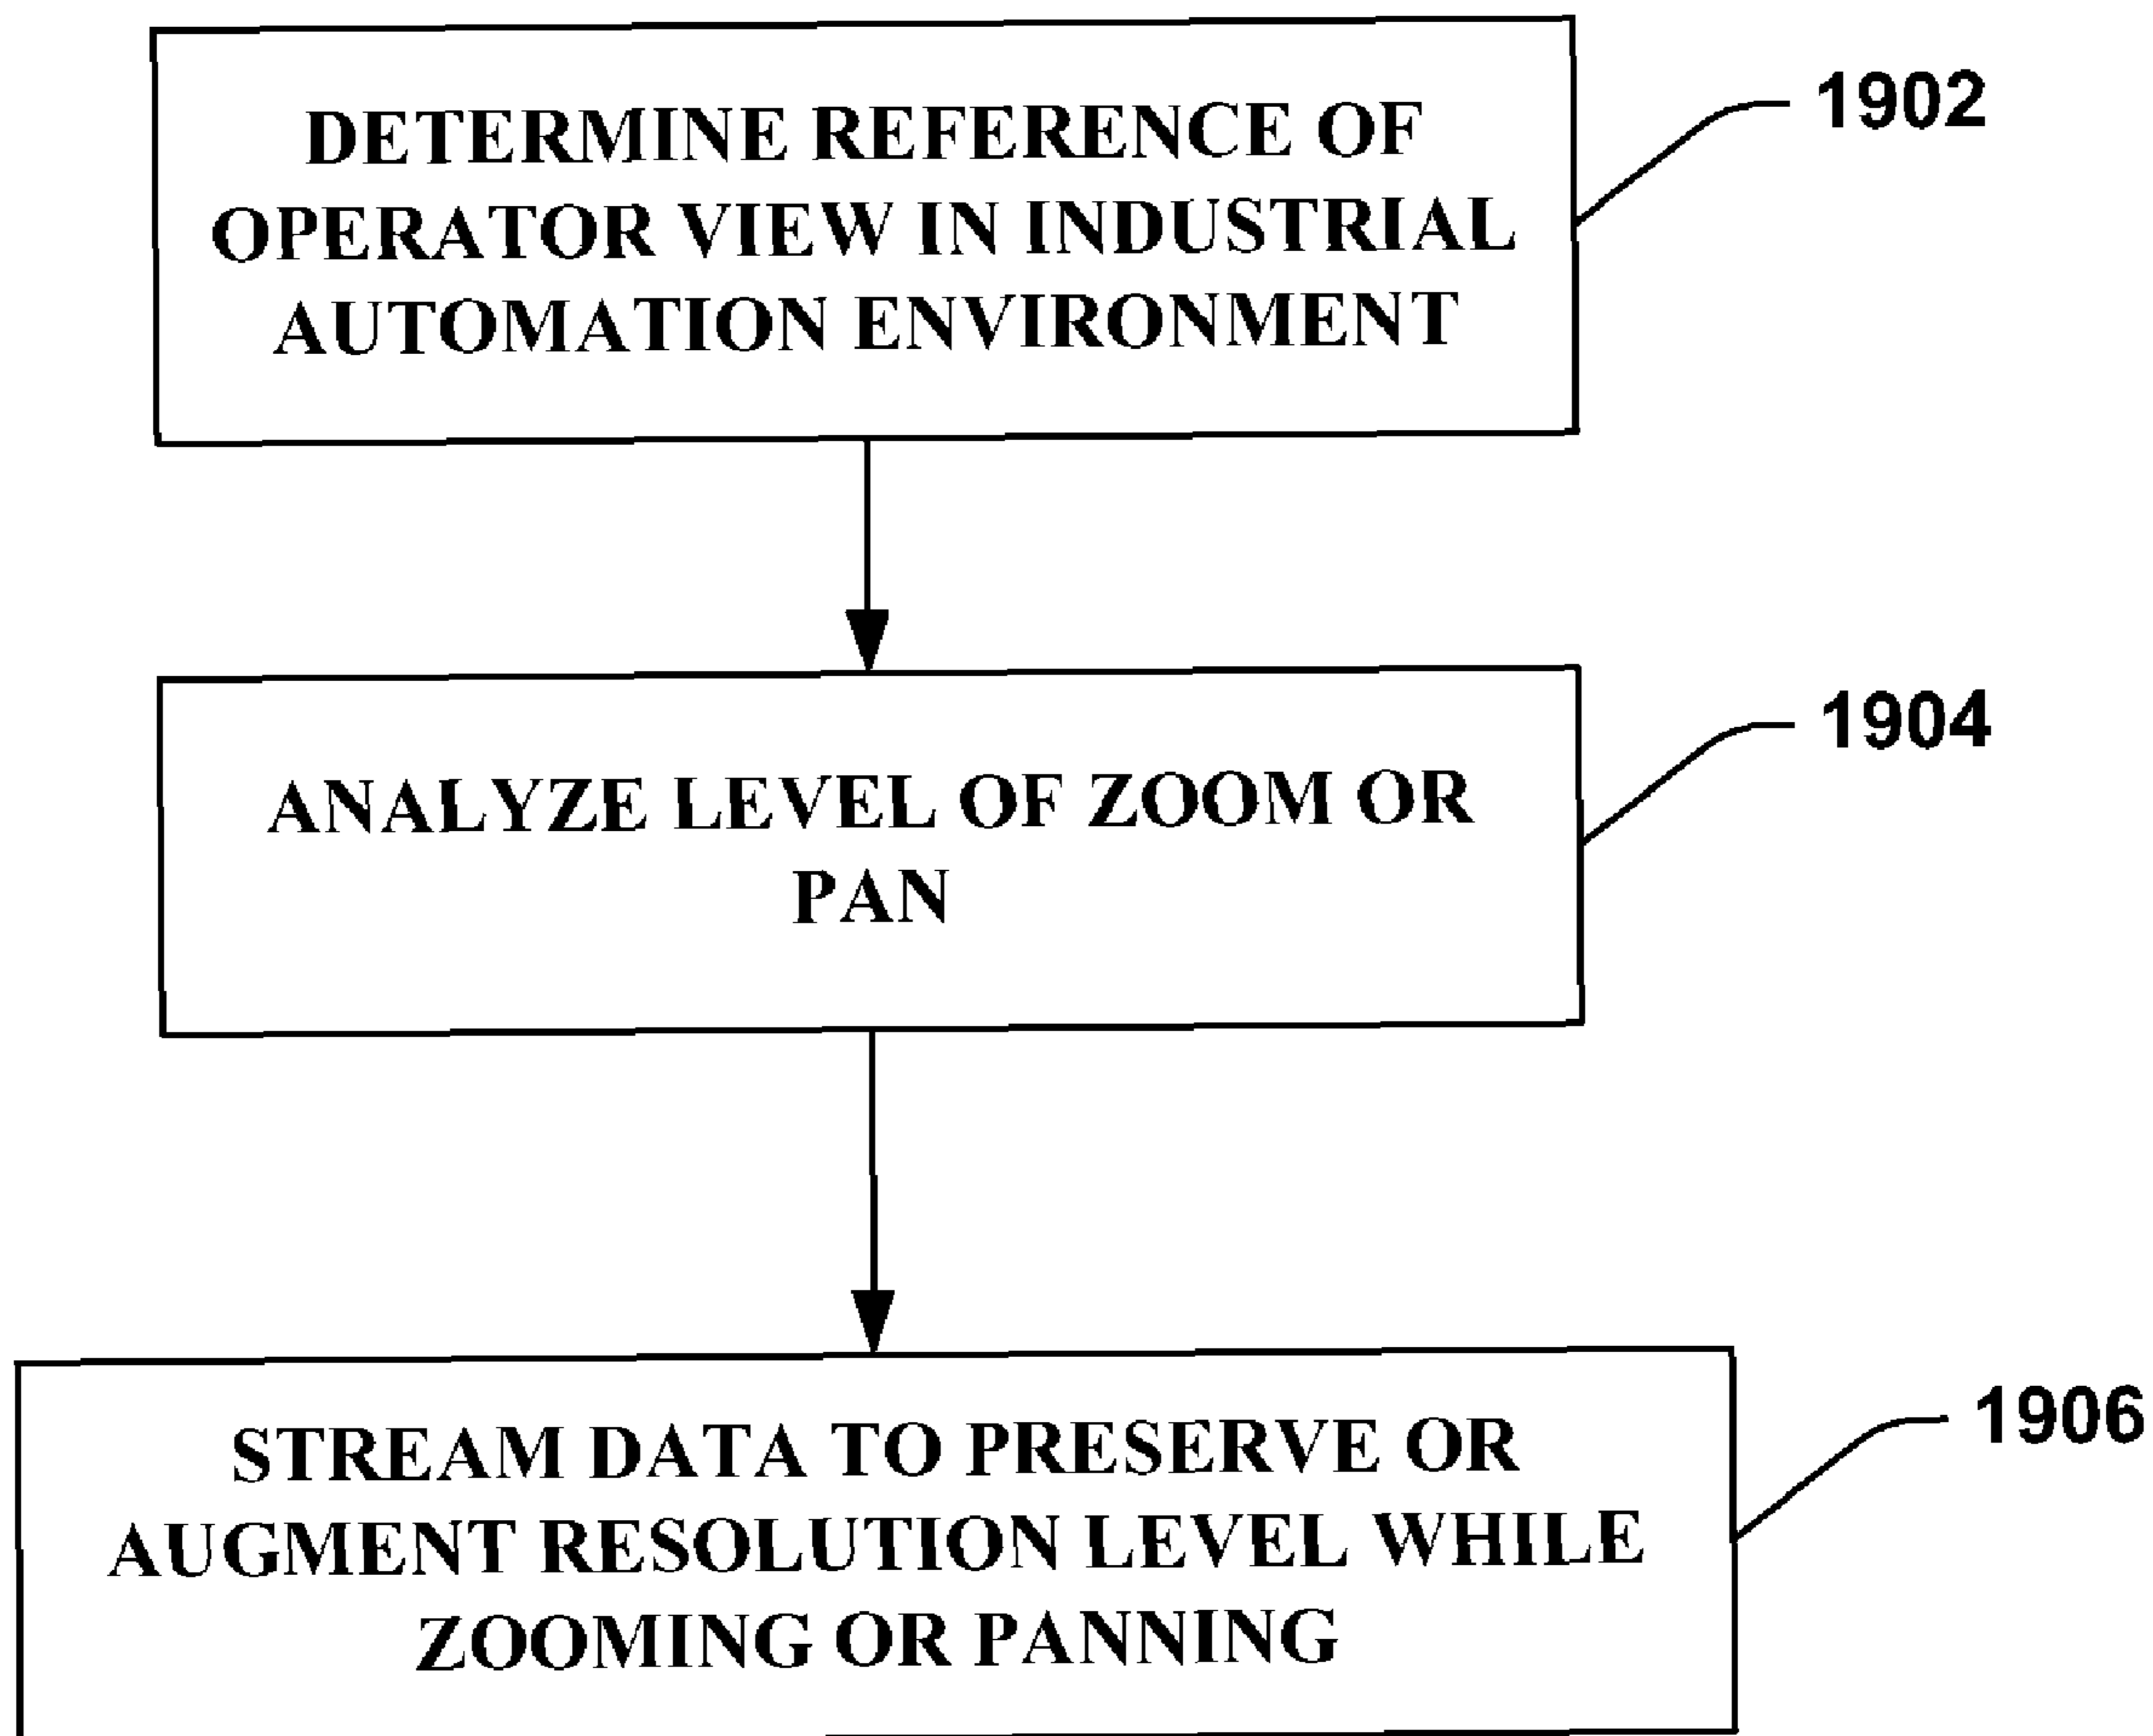 DETERMINE REFERENCE OF
OPERATOR VIEW IN INDUSTRIAL
AUTOMATION ENVIRONMENT
1902
ANALYZE LEVEL OF ZOOM OR
PAN
1904
STREAM DATA TO PRESERVE OR
AUGMENT RESOLUTION LEVEL WHILE
ZOOMING OR PANNING
1906